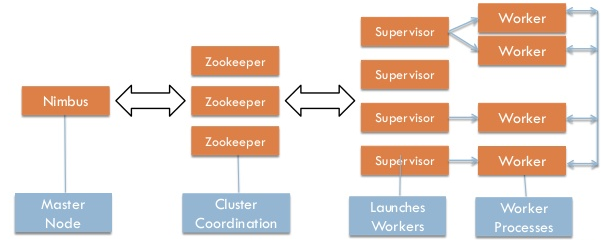 Nimbus
Zookeeper
Zookeeper
Zookeeper
Supervisor
Supervisor
Supervisor
Supervisor
Worker
Worker
Worker
Worker
Master
Node
Cluster
Coordination
Launches
Workers
Worker
Processes